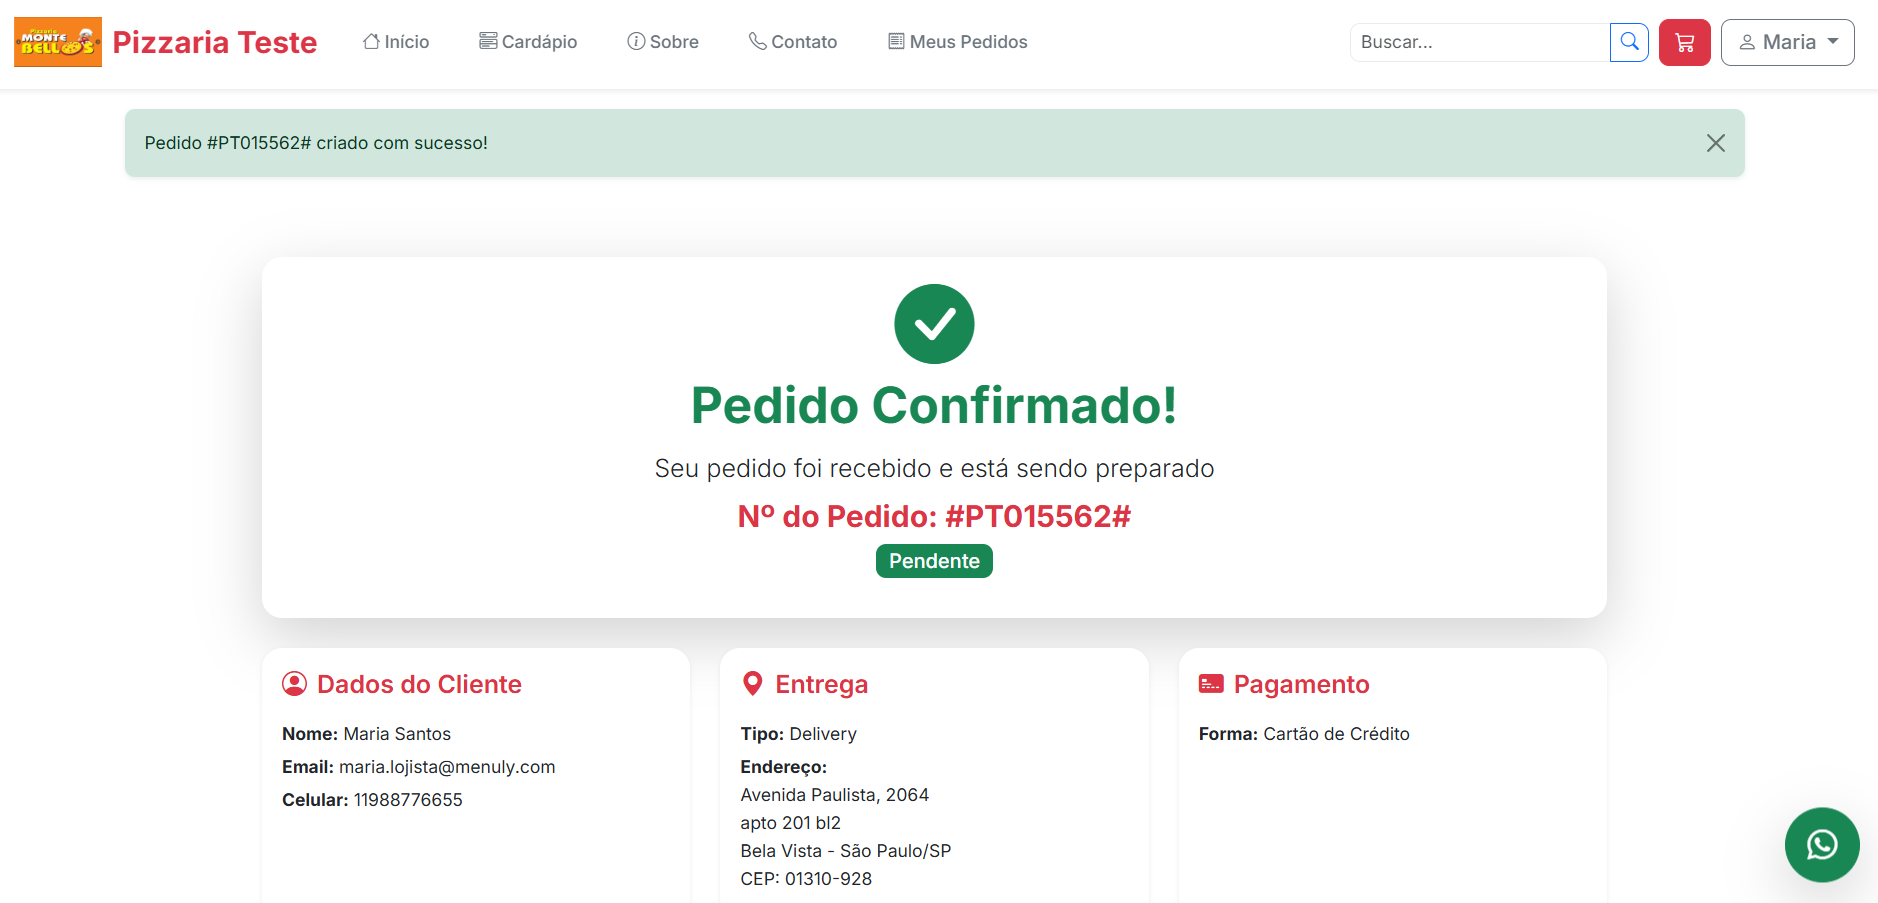 Pizzaria
MONTE
BELLO'S
Pizzaria Teste
Início
Cardápio
Sobre
Contato
Meus Pedidos
Buscar...
Maria
Pedido #PT015562# criado com sucesso!
Pedido Confirmado!
Seu pedido foi recebido e está sendo preparado
Nº do Pedido: #PT015562#
Pendente
Dados do Cliente
Nome: Maria Santos
Email: maria.lojista@menuly.com
Celular: 11988776655
Entrega
Tipo: Delivery
Endereço:
Avenida Paulista, 2064
apto 201 bl2
Bela Vista - São Paulo/SP
CEP: 01310-928
Pagamento
Forma: Cartão de Crédito